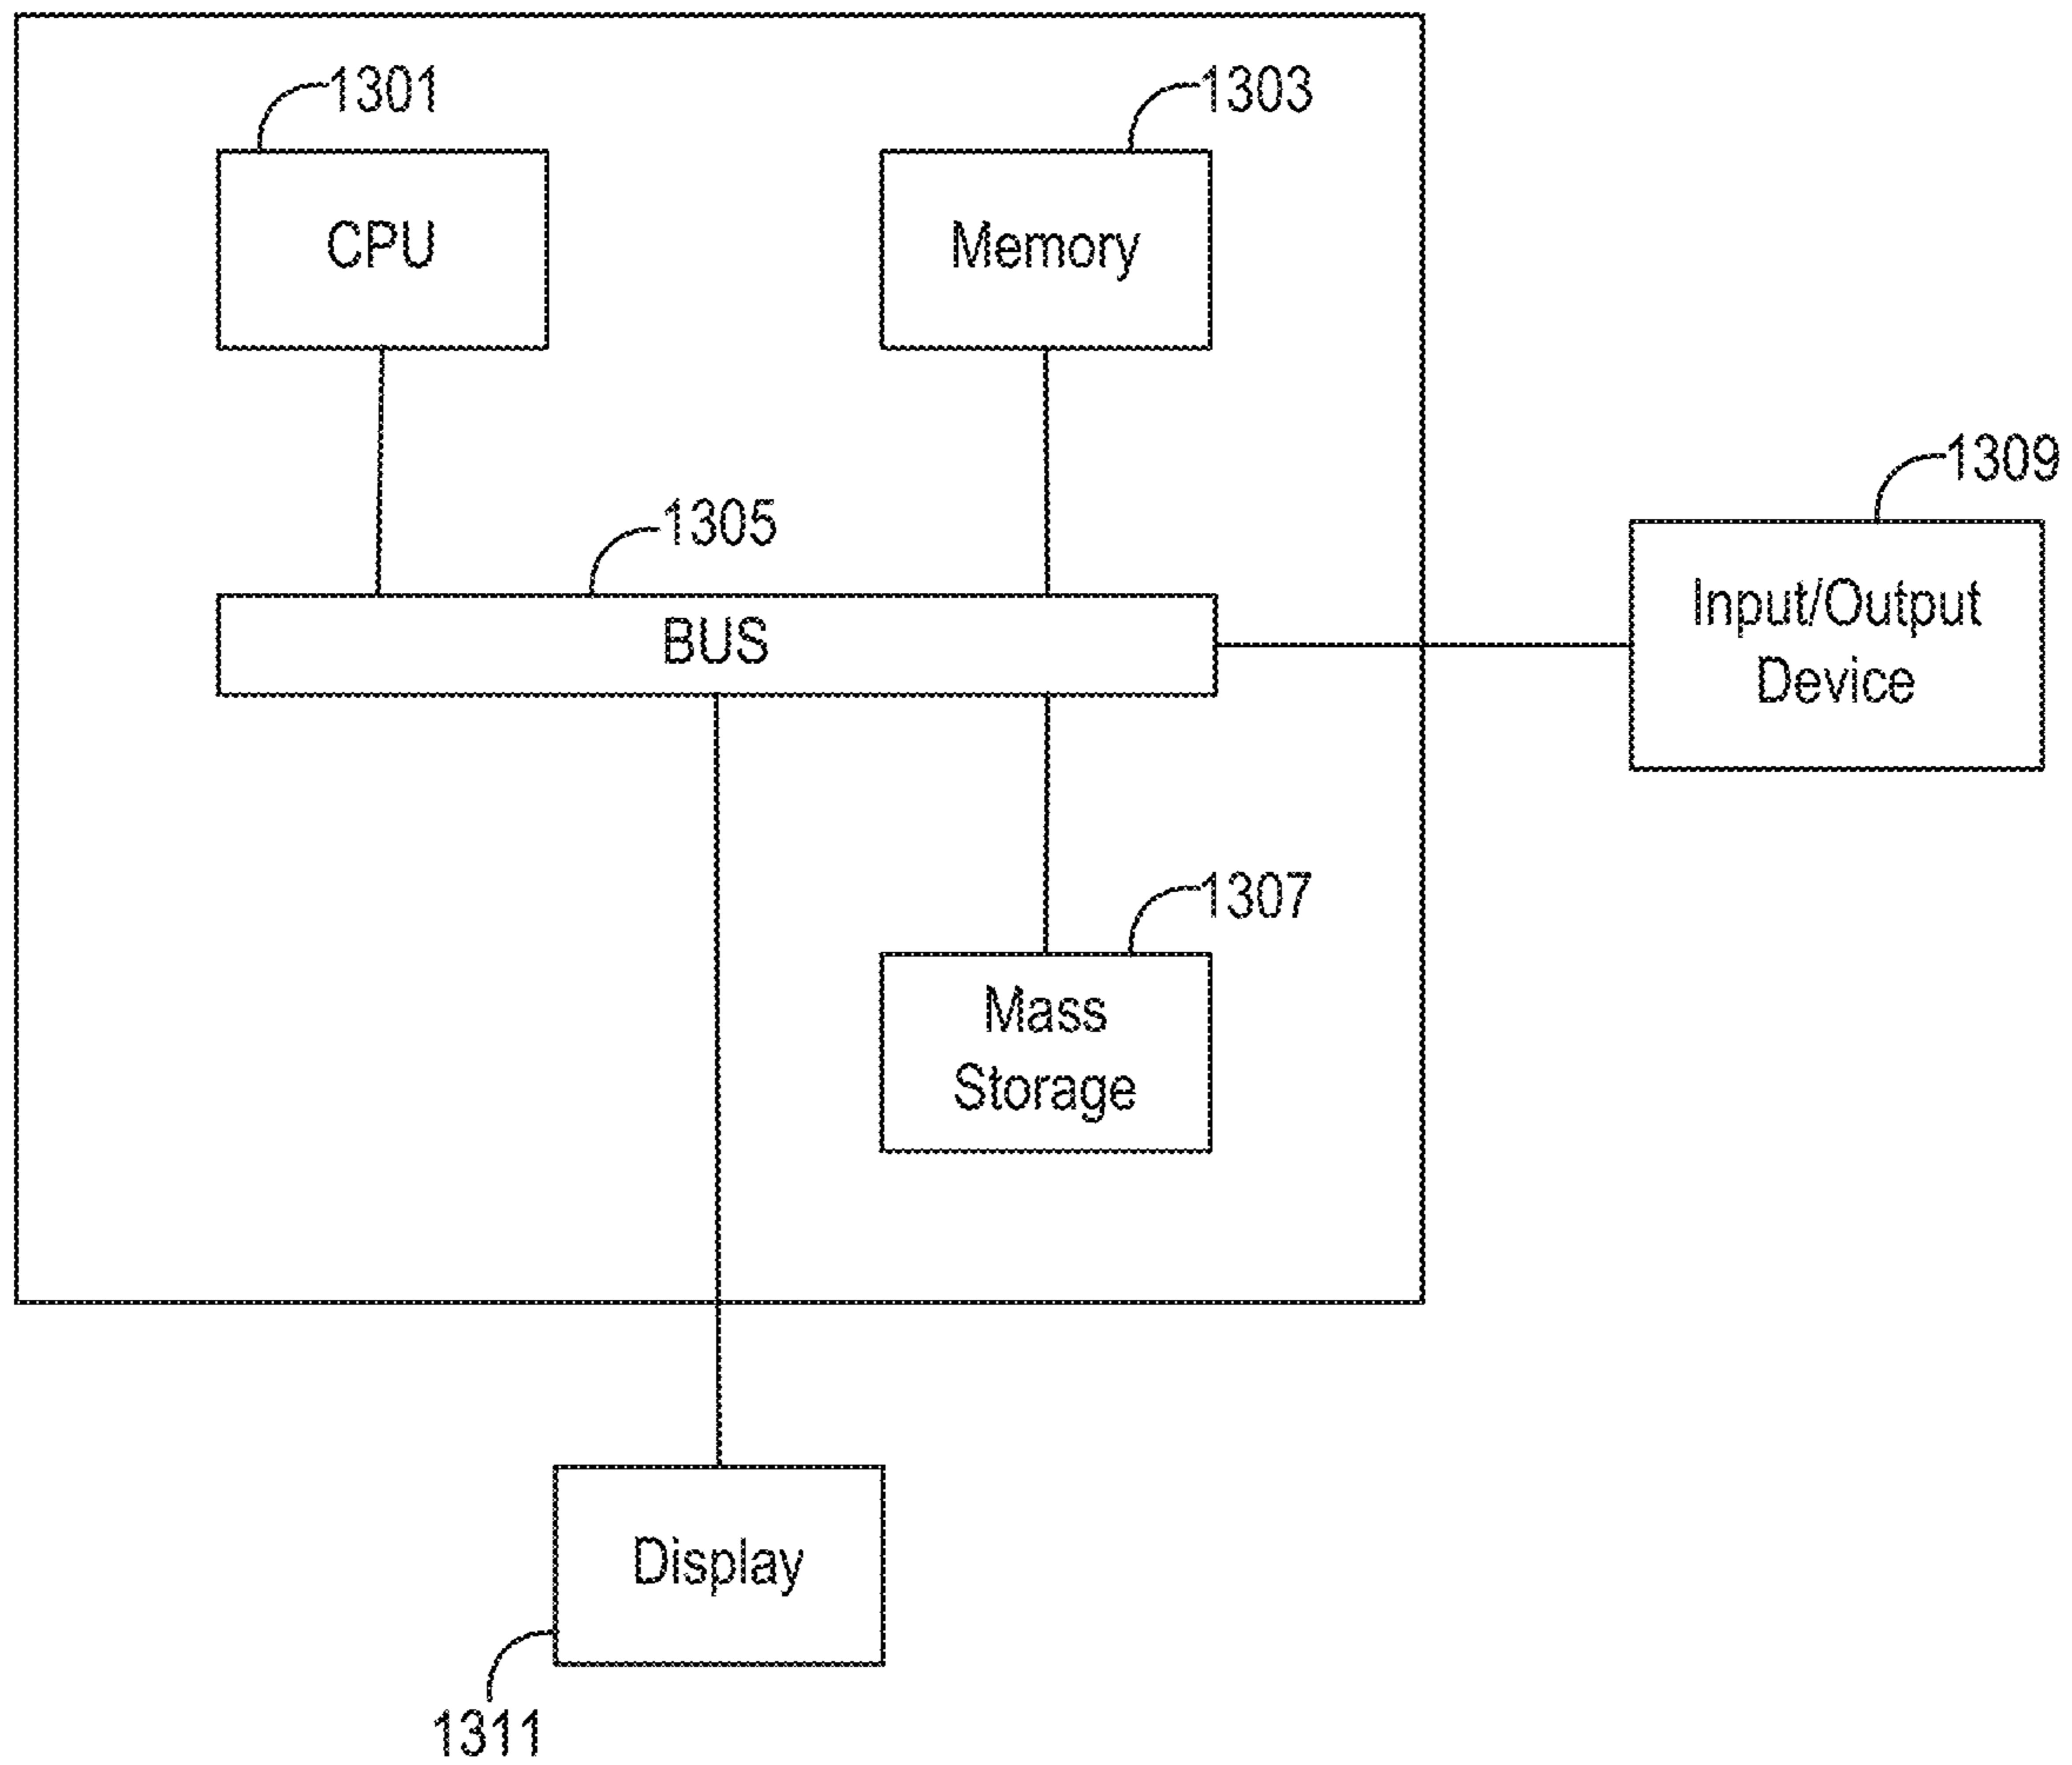 1301
1303
CPU
Memory
1309
1305
Input/Output
Device
BUS
1307
Mass
Storage
Display
1311